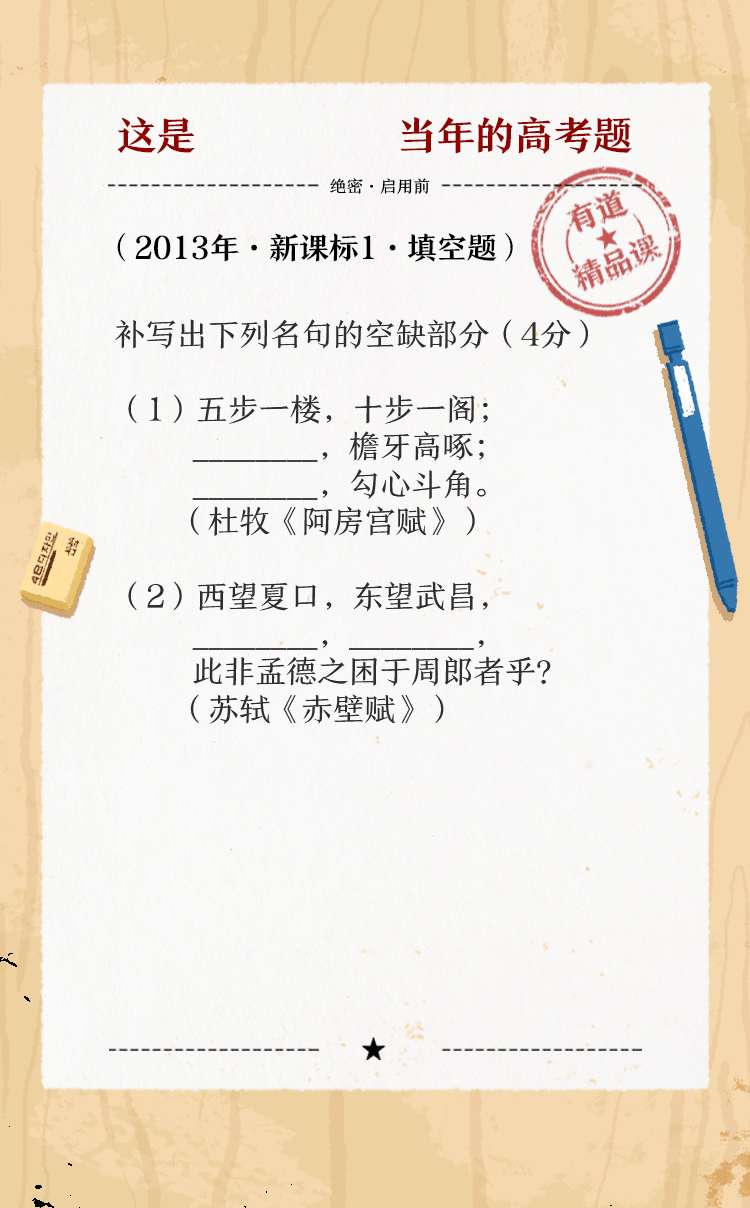 这是 当年的高考题
绝密·启用前
有道
精品课
（2013年·新课标1·填空题）
补写出下列名句的空缺部分（4分）
（1）五步一楼，十步一阁；
________，檐牙高啄；
________，勾心斗角。
（杜牧《阿房宫赋》）
（2）西望夏口，东望武昌，
________，________，
此非孟德之困于周郎者乎?
（苏轼《赤壁赋》）